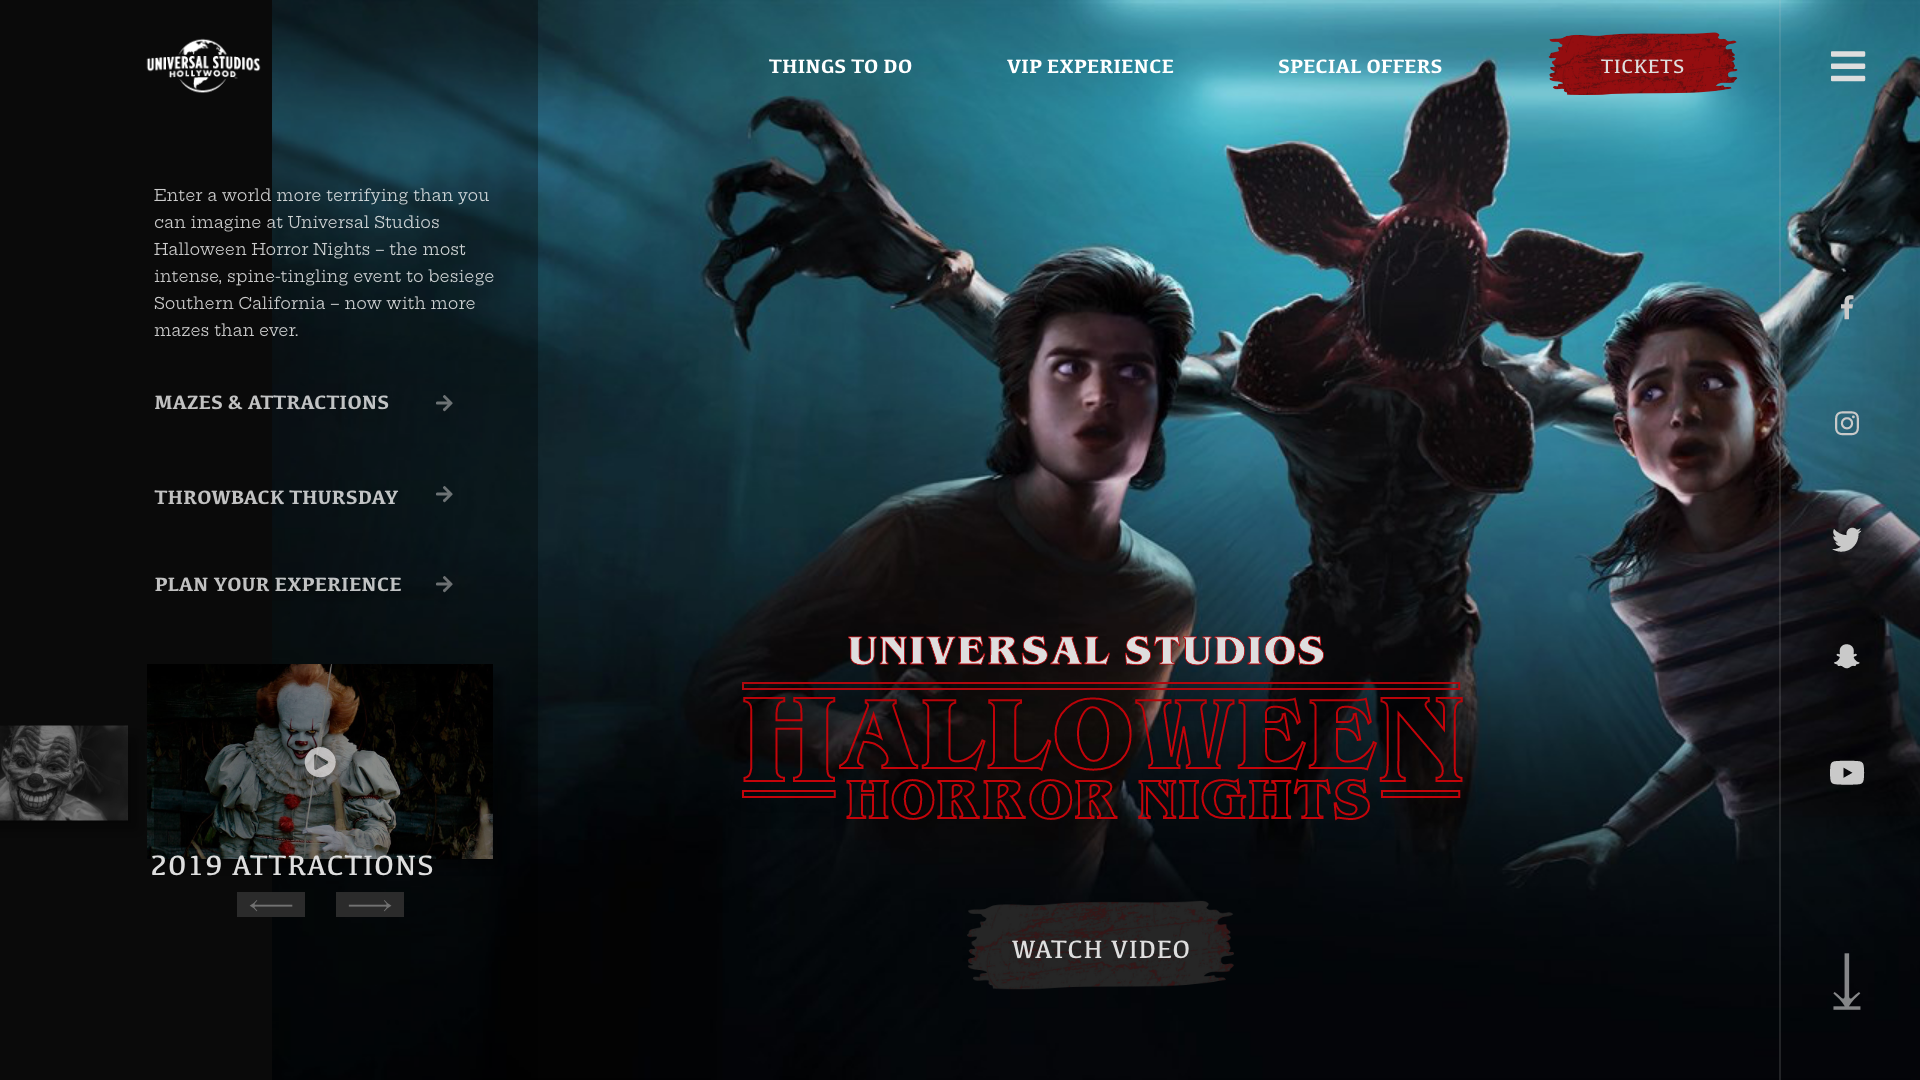 UNIVERSAL STUDIOS
HOLLYWOOD
THINGS TO DO
VIP EXPERIENCE
SPECIAL OFFERS
TICKETS
Enter a world more terrifying than you
can imagine at Universal Studios
Halloween Horror Nights – the most
intense, spine-tingling event to besiege
Southern California – now with more
mazes than ever.
MAZES & ATTRACTIONS
THROWBACK THURSDAY
PLAN YOUR EXPERIENCE
2019 ATTRACTIONS
UNIVERSAL STUDIOS
HALLOWEEN
HORROR NIGHTS
WATCH VIDEO